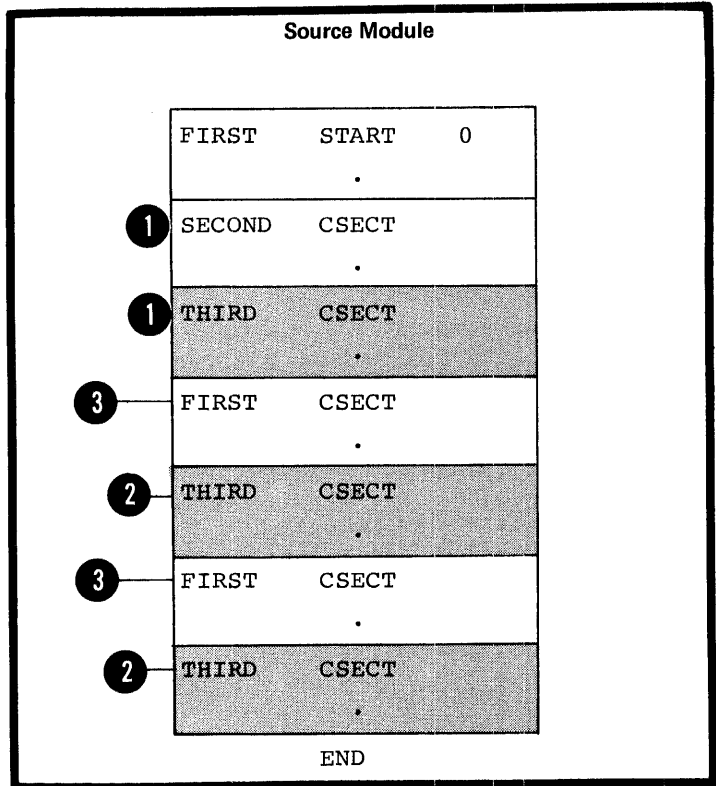 Source Module
FIRST START 0
.
1 SECOND CSECT
.
1 THIRD CSECT
.
3 FIRST CSECT
.
2 THIRD CSECT
.
3 FIRST CSECT
.
2 THIRD CSECT
.
END